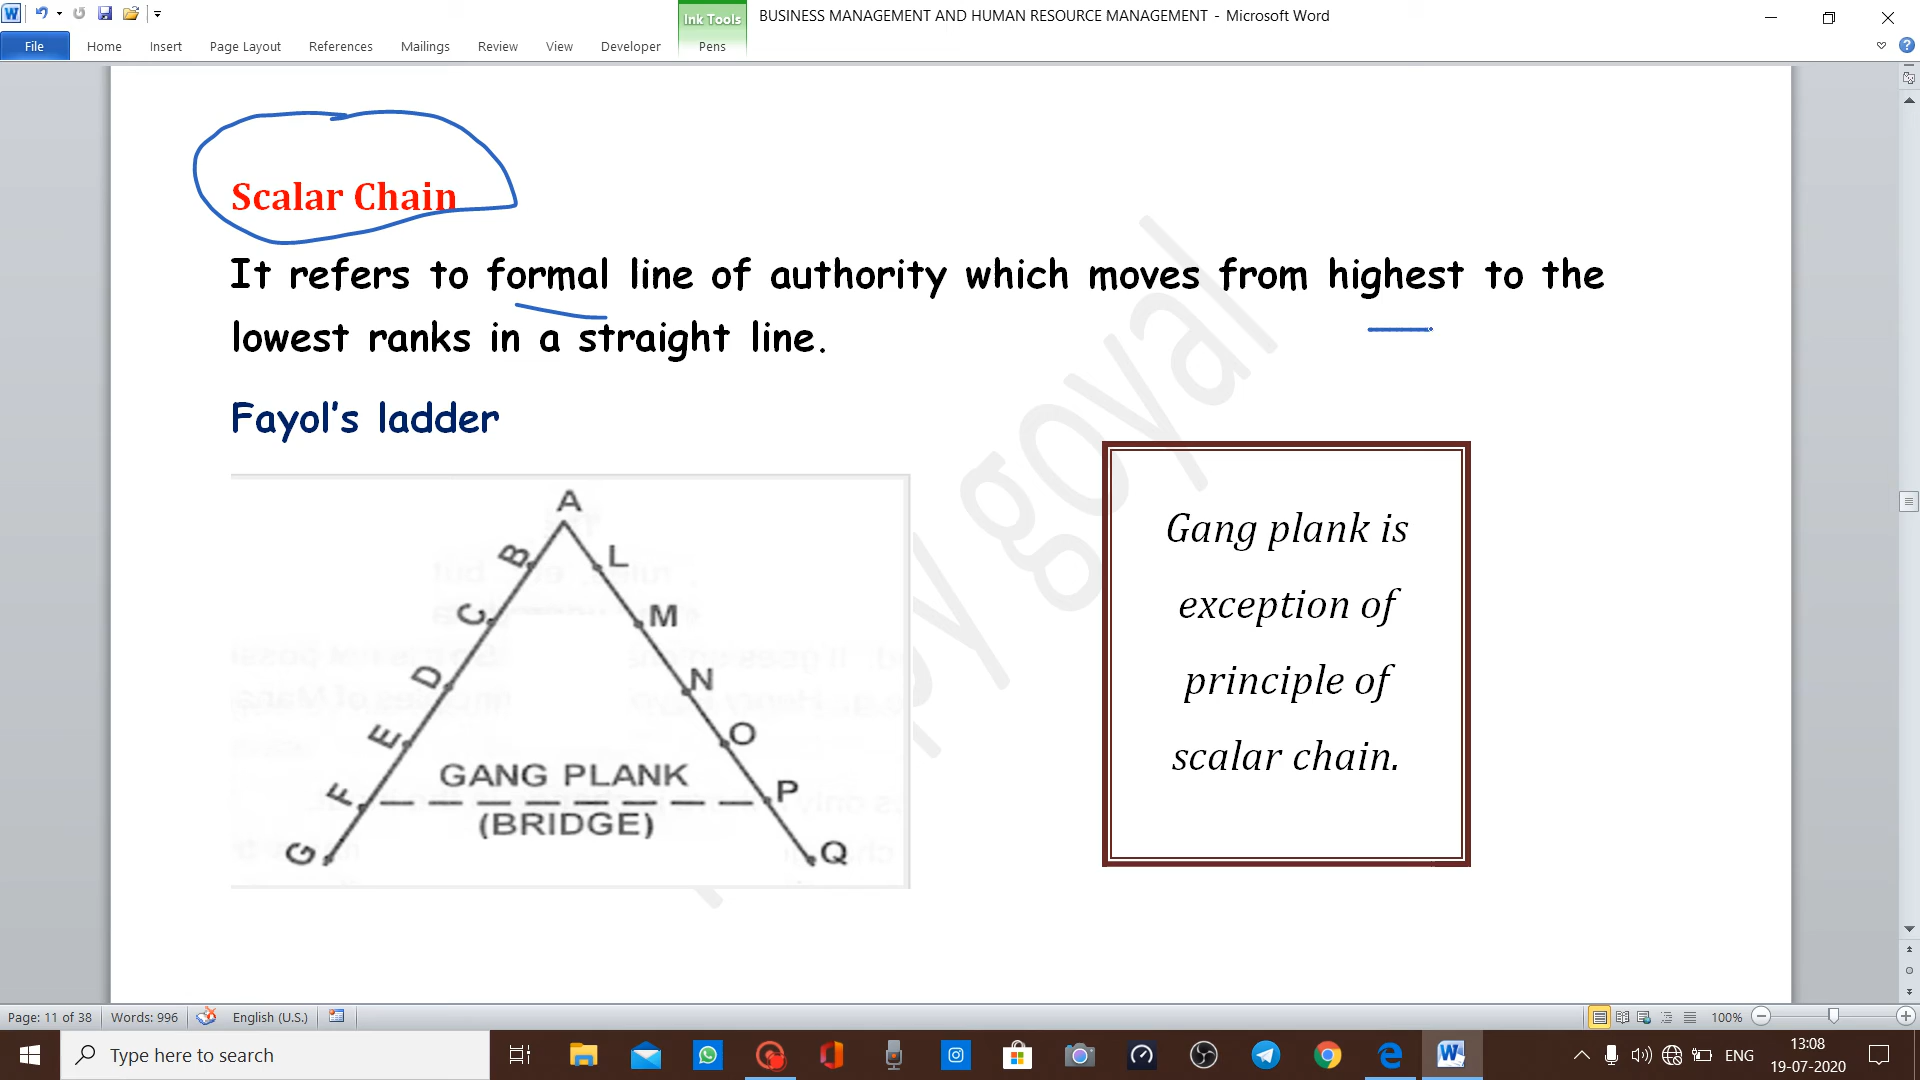 Ink Tools
BUSINESS MANAGEMENT AND HUMAN RESOURCE MANAGEMENT - Microsoft Word
File Home Insert Page Layout References Mailings Review View Developer Pens
Scalar Chain
It refers to formal line of authority which moves from highest to the
lowest ranks in a straight line.
Fayol's ladder
A
B L
C M
D N
E O
GANG PLANK
F P
(BRIDGE)
G Q
Gang plank is
exception of
principle of
scalar chain.
goyal
Page: 11 of 38 Words: 996 English (U.S.) 100%
Type here to search
ENG
13:08
19-07-2020